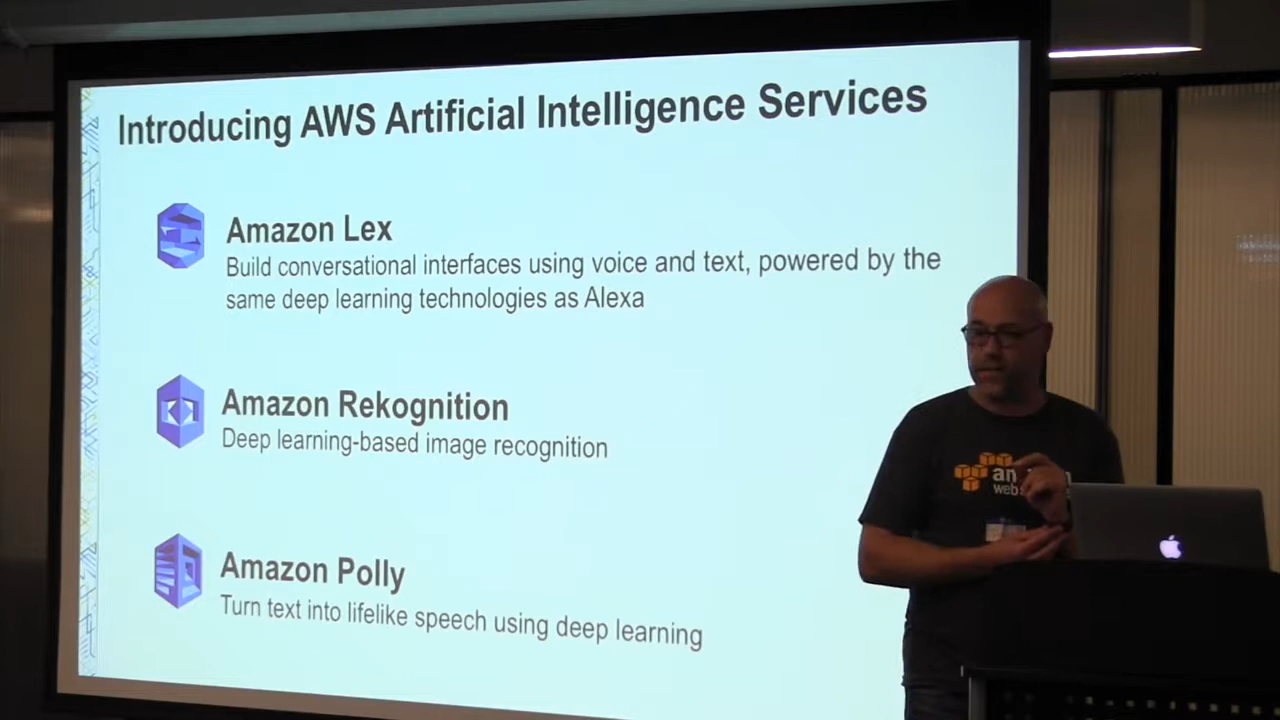 Introducing AWS Artificial Intelligence Services
Amazon Lex
Build conversational interfaces using voice and text, powered by the
same deep learning technologies as Alexa
Amazon Rekognition
Deep learning-based image recognition
Amazon Polly
Turn text into lifelike speech using deep learning